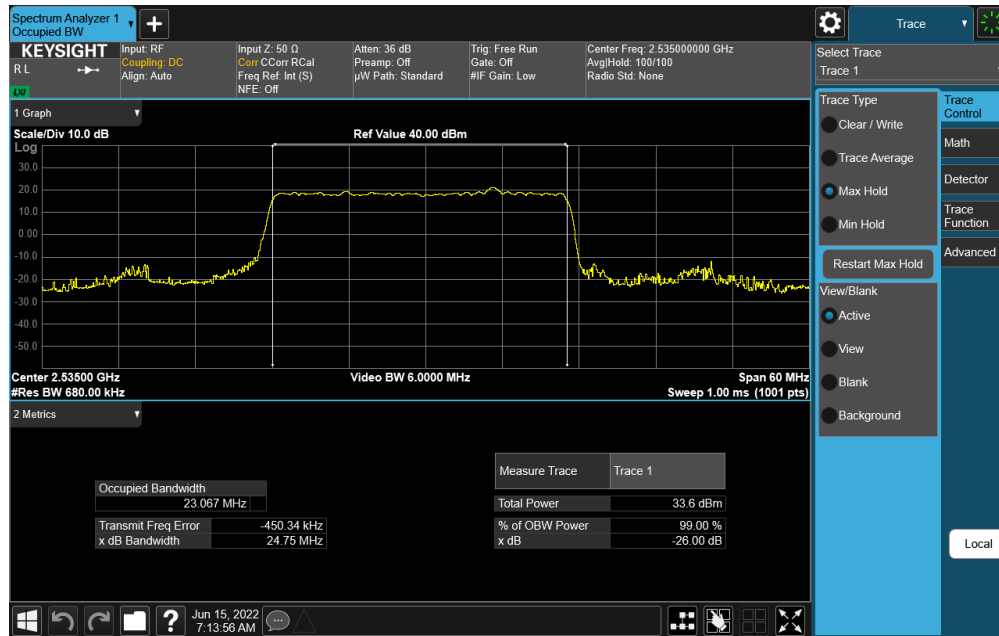 Spectrum Analyzer 1
Occupied BW
Trace
KEYSIGHT
R L
LXI
Input: RF
Coupling: DC
Align: Auto
Input Z: 50 Ω
Corr CCorr RCal
Freq Ref: Int (S)
NFE: Off
Atten: 36 dB
Preamp: Off
µW Path: Standard
Trig: Free Run
Gate: Off
#IF Gain: Low
Center Freq: 2.535000000 GHz
Avg|Hold: 100/100
Radio Std: None
Select Trace
Trace 1
1 Graph
Scale/Div 10.0 dB
Ref Value 40.00 dBm
Log
30.0
20.0
10.0
0.00
-10.0
-20.0
-30.0
-40.0
-50.0
Center 2.53500 GHz
Video BW 6.0000 MHz
Span 60 MHz
#Res BW 680.00 kHz
Sweep 1.00 ms (1001 pts)
Trace Type
Clear / Write
Trace Average
Max Hold
Min Hold
Restart Max Hold
View/Blank
Active
View
Blank
Background
Trace
Control
Math
Detector
Trace
Function
Advanced
Local
2 Metrics
Measure Trace
Trace 1
Occupied Bandwidth
23.067 MHz
Total Power
33.6 dBm
Transmit Freq Error
-450.34 kHz
% of OBW Power
99.00 %
x dB Bandwidth
24.75 MHz
x dB
-26.00 dB
?
Jun 15, 2022
7:13:56 AM